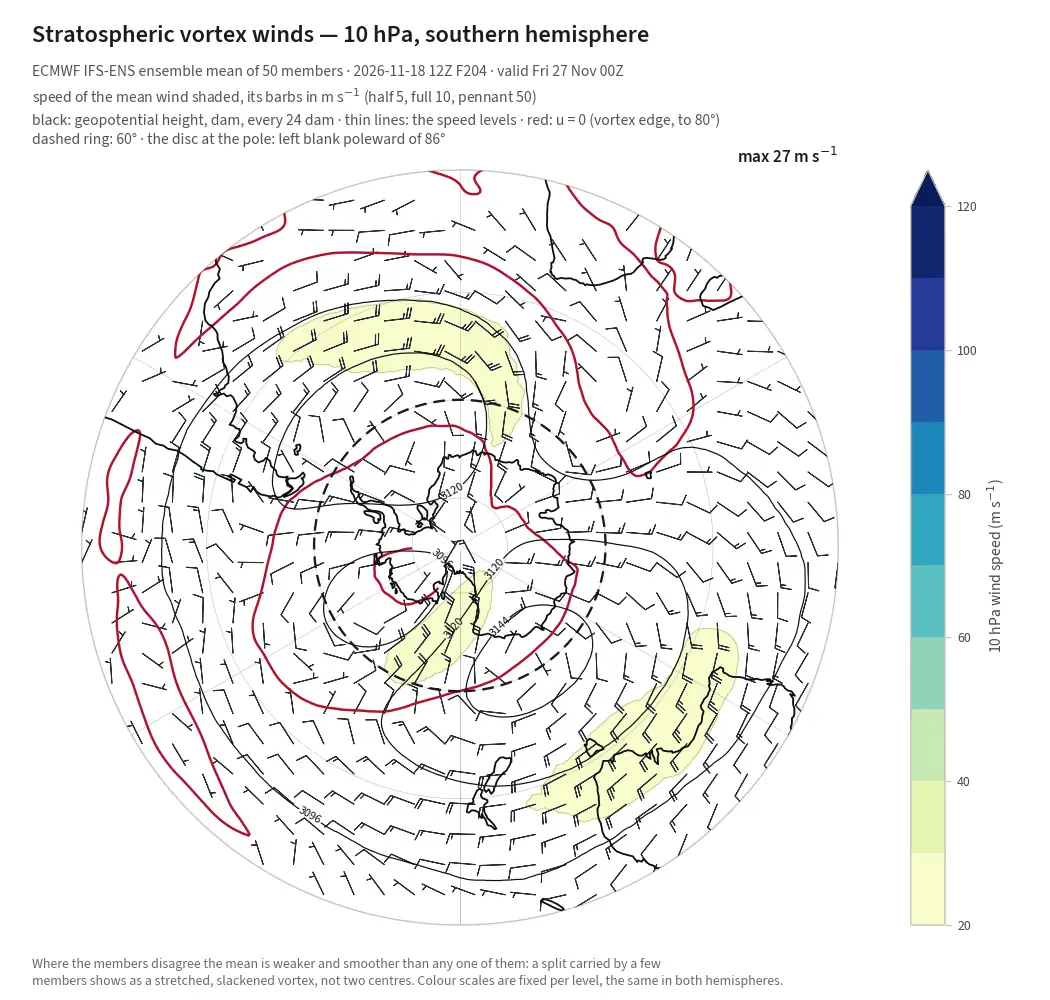 Stratospheric vortex winds — 10 hPa, southern hemisphere
ECMWF IFS-ENS ensemble mean of 50 members · 2026-11-18 12Z F204 · valid Fri 27 Nov 00Z
speed of the mean wind shaded, its barbs in m s⁻¹ (half 5, full 10, pennant 50)
black: geopotential height, dam, every 24 dam · thin lines: the speed levels · red: u = 0 (vortex edge, to 80°)
dashed ring: 60° · the disc at the pole: left blank poleward of 86°
max 27 m s⁻¹
120
100
80
60
40
20
10 hPa wind speed (m s⁻¹)
3120
3096
3120
3120
3144
3096
Where the members disagree the mean is weaker and smoother than any one of them: a split carried by a few
members shows as a stretched, slackened vortex, not two centres. Colour scales are fixed per level, the same in both hemispheres.